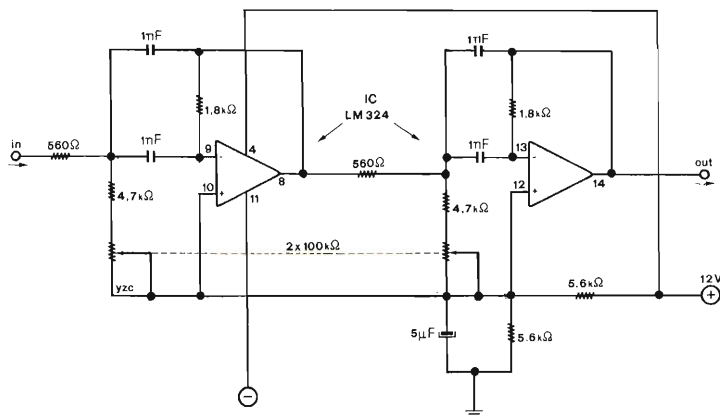 1nF
1nF
1,8kΩ
IC
LM 324
1,8kΩ
in
560Ω
1nF
9
-
4
8
10
+
11
560Ω
1nF
13
-
12
+
14
out
4,7kΩ
4,7kΩ
2x100kΩ
yzc
5.6kΩ
12V
+
5µF
5.6kΩ
-